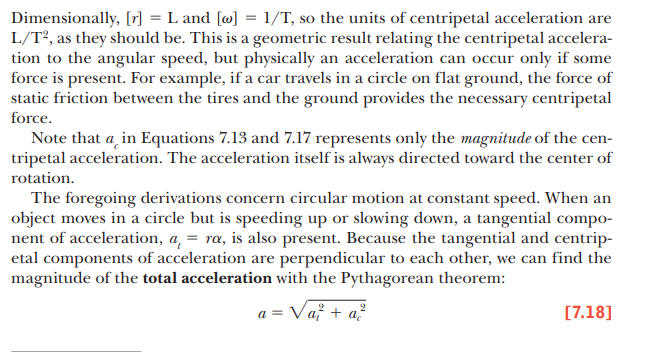 Dimensionally, [r] = L and [ω] = 1/T, so the units of centripetal acceleration are
L/T², as they should be. This is a geometric result relating the centripetal accelera-
tion to the angular speed, but physically an acceleration can occur only if some
force is present. For example, if a car travels in a circle on flat ground, the force of
static friction between the tires and the ground provides the necessary centripetal
force.
Note that a_c in Equations 7.13 and 7.17 represents only the magnitude of the cen-
tripetal acceleration. The acceleration itself is always directed toward the center of
rotation.
The foregoing derivations concern circular motion at constant speed. When an
object moves in a circle but is speeding up or slowing down, a tangential compo-
nent of acceleration, a_t = rα, is also present. Because the tangential and centrip-
etal components of acceleration are perpendicular to each other, we can find the
magnitude of the total acceleration with the Pythagorean theorem:
a = √(a_t² + a_c²) [7.18]